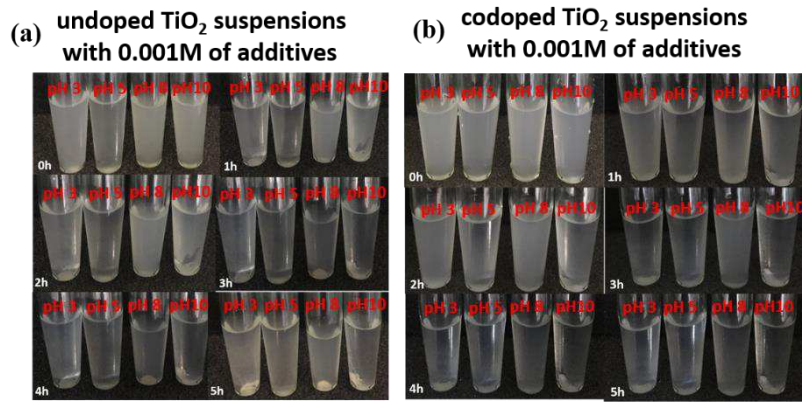 (a) undoped TiO₂ suspensions
with 0.001M of additives
pH 3 pH 5 pH 8 pH10
0h
pH 3 pH 5 pH 8 pH10
1h
pH 3 pH 5 pH 8 pH10
2h
pH 3 pH 5 pH 8 pH10
3h
pH 3 pH 5 pH 8 pH10
4h
pH 3 pH 5 pH 8 pH10
5h
(b) codoped TiO₂ suspensions
with 0.001M of additives
pH 3 pH 5 pH 8 pH10
0h
pH 3 pH 5 pH 8 pH10
1h
pH 3 pH 5 pH 8 pH10
2h
pH 3 pH 5 pH 8 pH10
3h
pH 3 pH 5 pH 8 pH10
4h
pH 3 pH 5 pH 8 pH10
5h